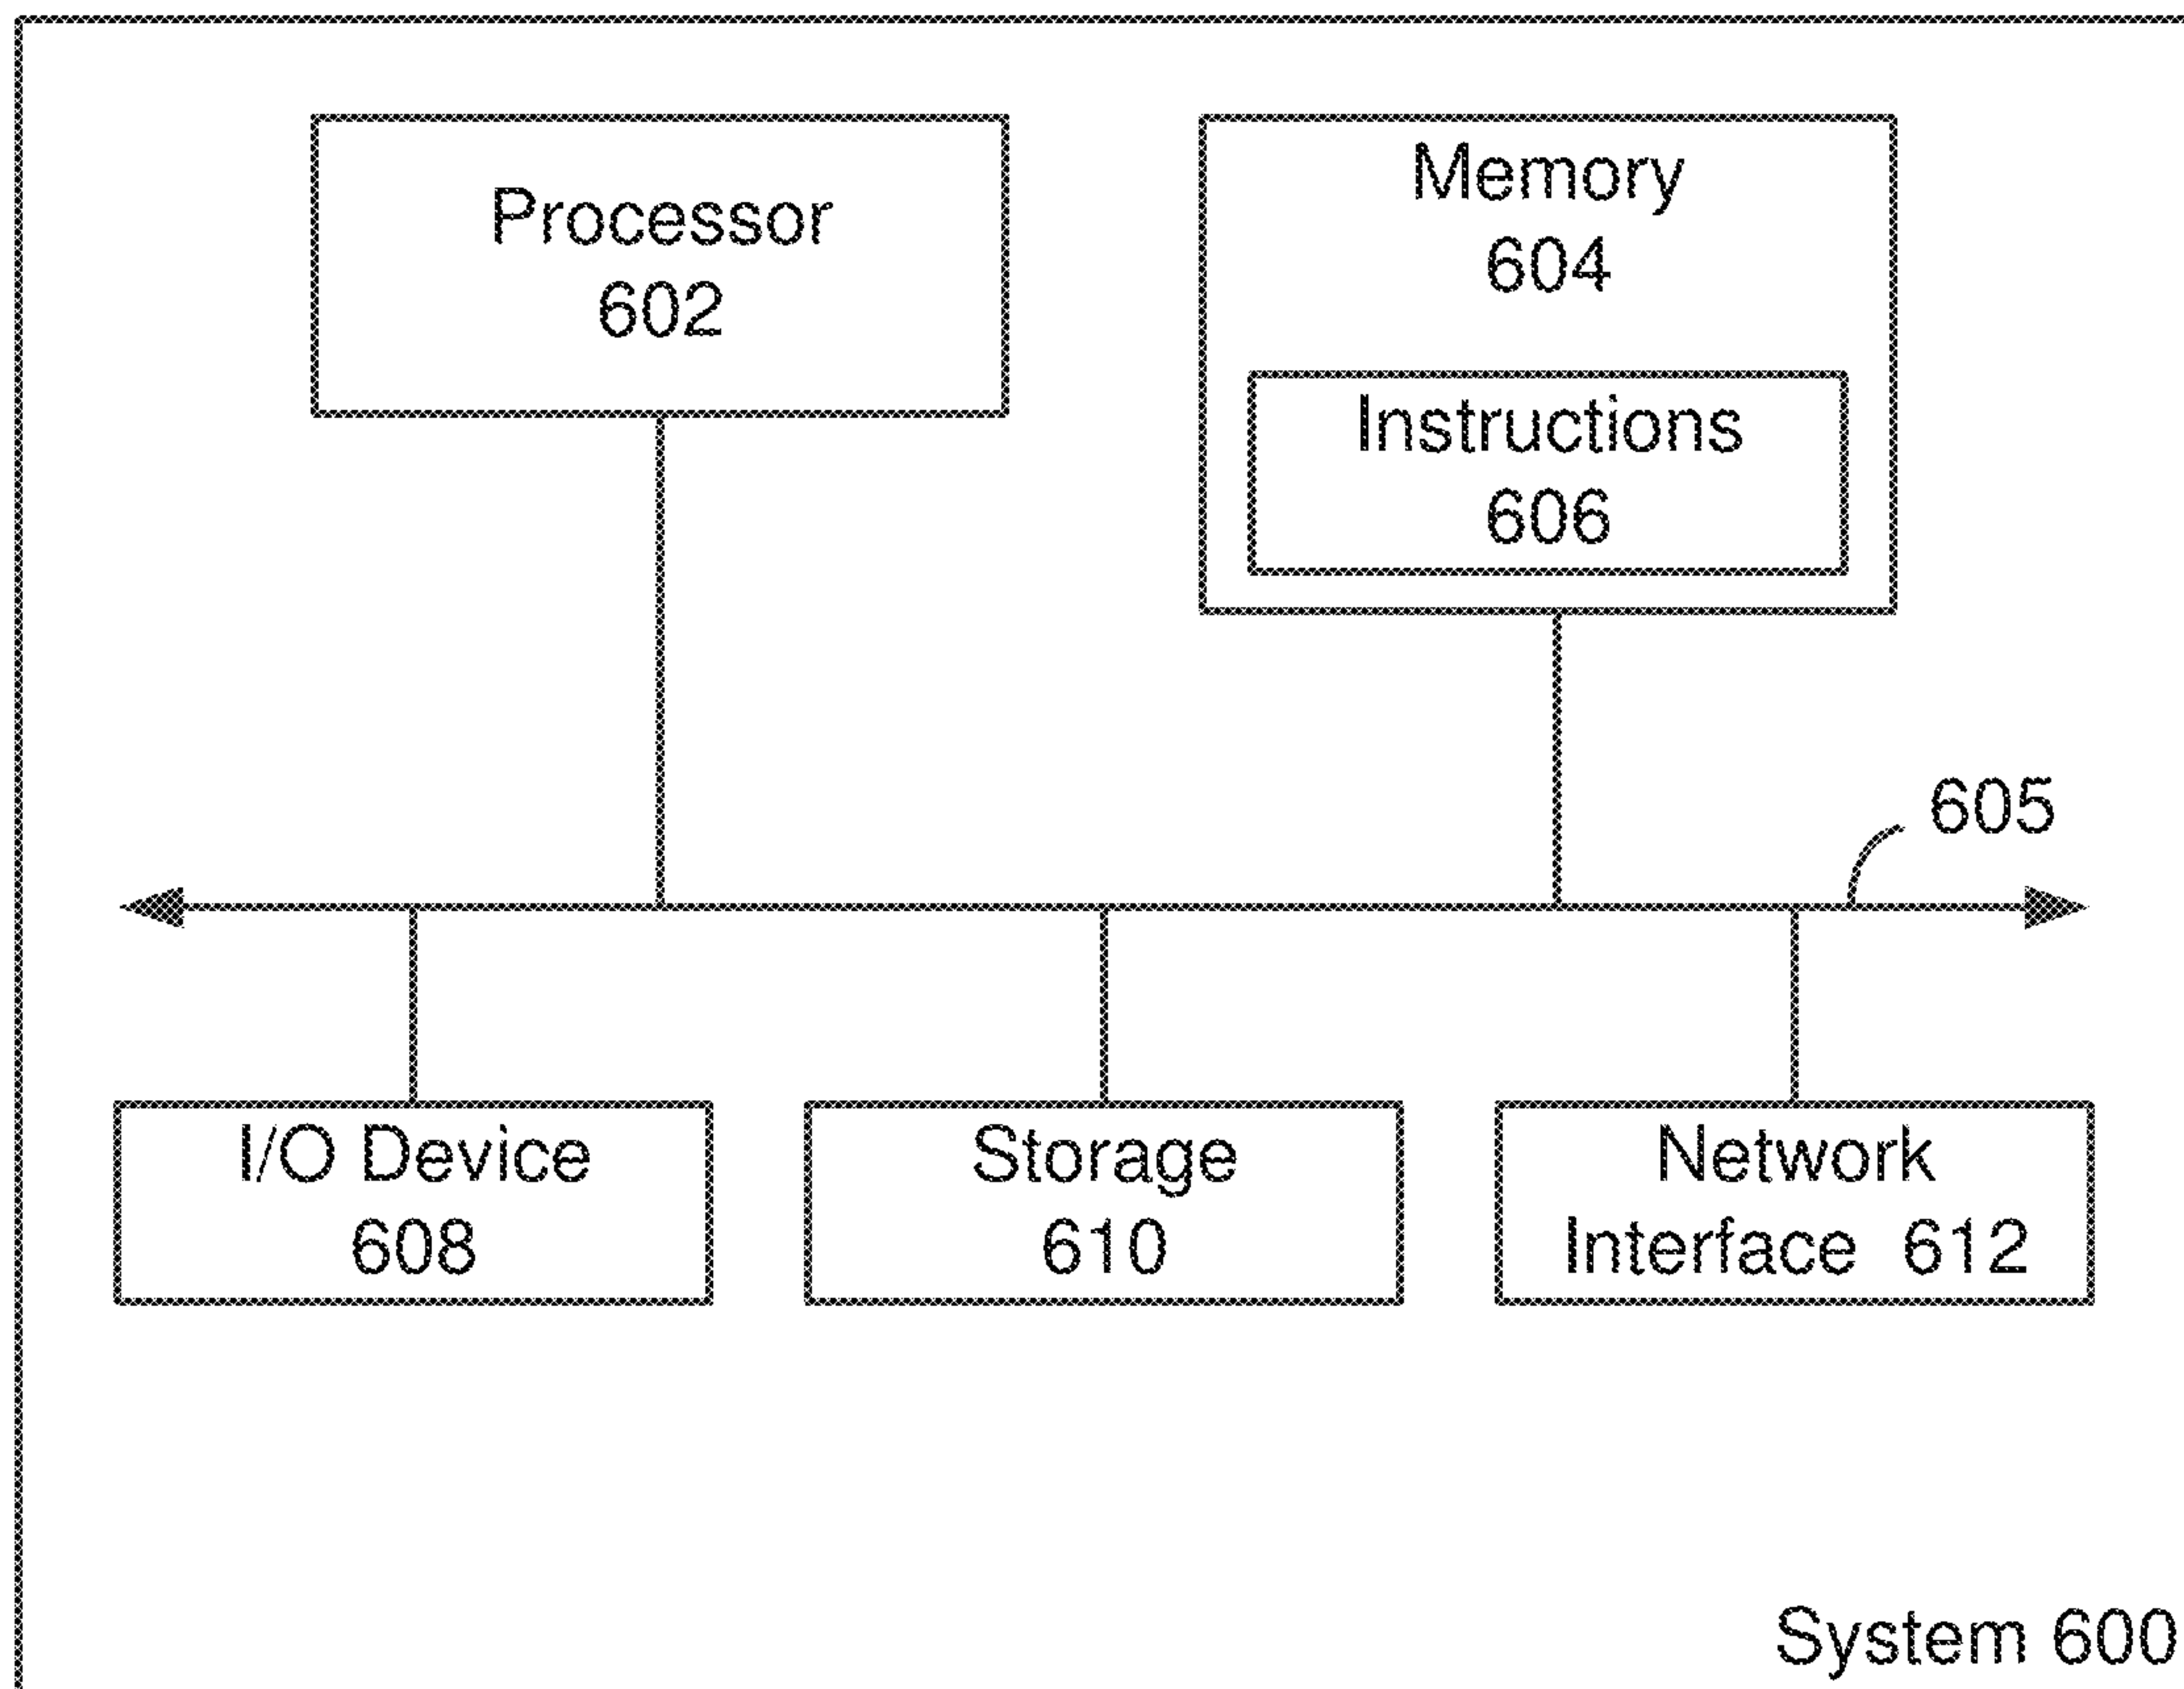 Processor
602
Memory
604
Instructions
606
605
I/O Device
608
Storage
610
Network
Interface 612
System 600